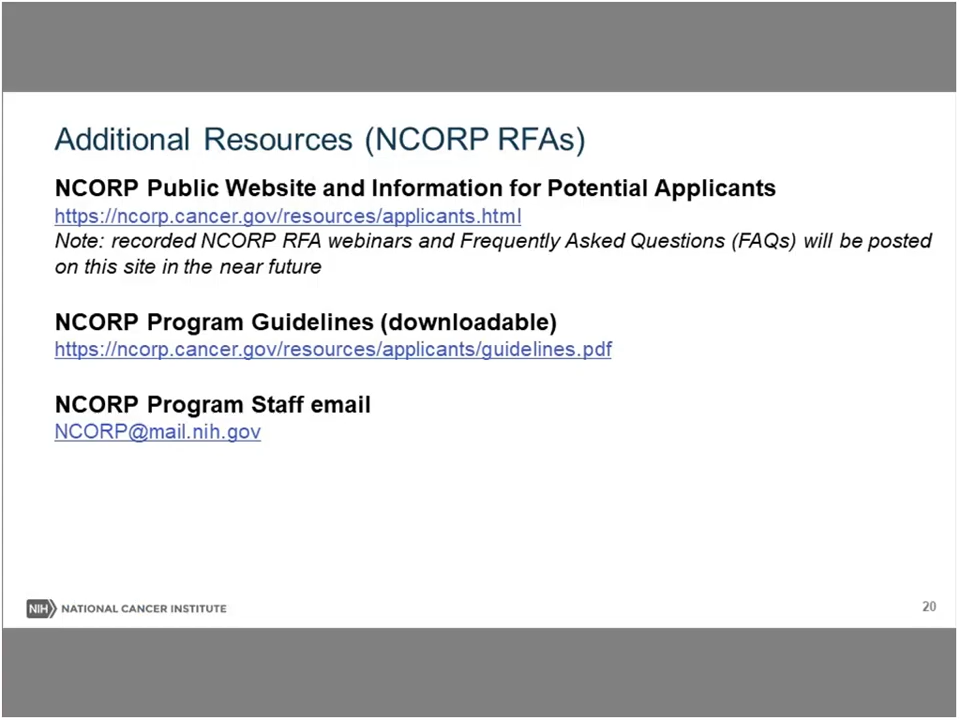 Additional Resources (NCORP RFAs)
NCORP Public Website and Information for Potential Applicants
https://ncorp.cancer.gov/resources/applicants.html
Note: recorded NCORP RFA webinars and Frequently Asked Questions (FAQs) will be posted
on this site in the near future
NCORP Program Guidelines (downloadable)
https://ncorp.cancer.gov/resources/applicants/guidelines.pdf
NCORP Program Staff email
NCORP@mail.nih.gov
NIH NATIONAL CANCER INSTITUTE
20